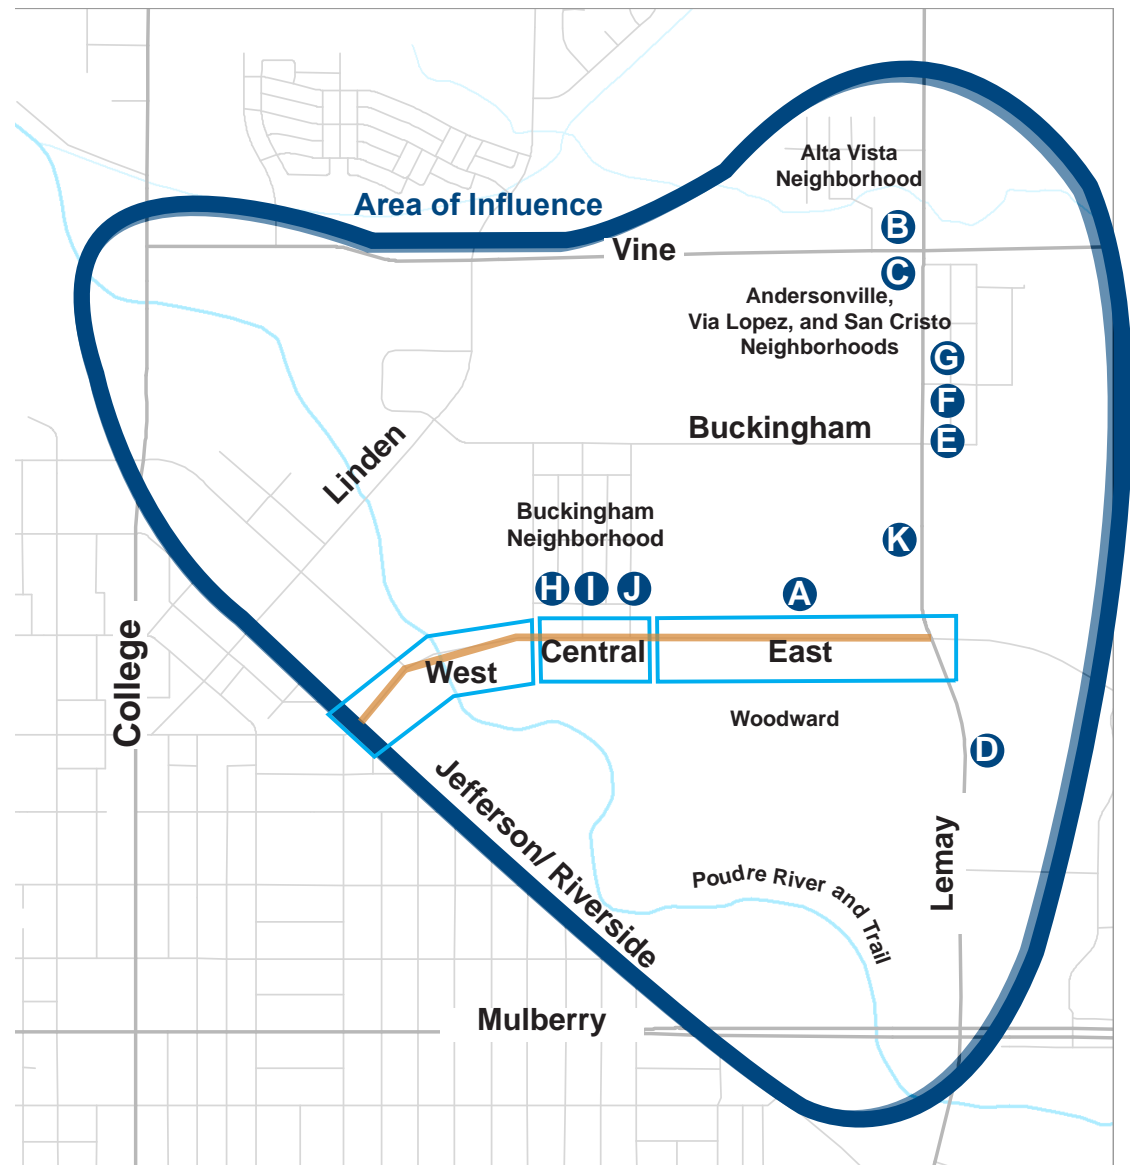 Alta Vista
Neighborhood
Area of Influence
B
Vine
C
Andersonville,
Via Lopez, and San Cristo
Neighborhoods
G
F
Buckingham
E
Linden
Buckingham
Neighborhood
K
H
I
J
A
College
West
Central
East
Woodward
D
Jefferson/ Riverside
Lemay
Poudre River and Trail
Mulberry